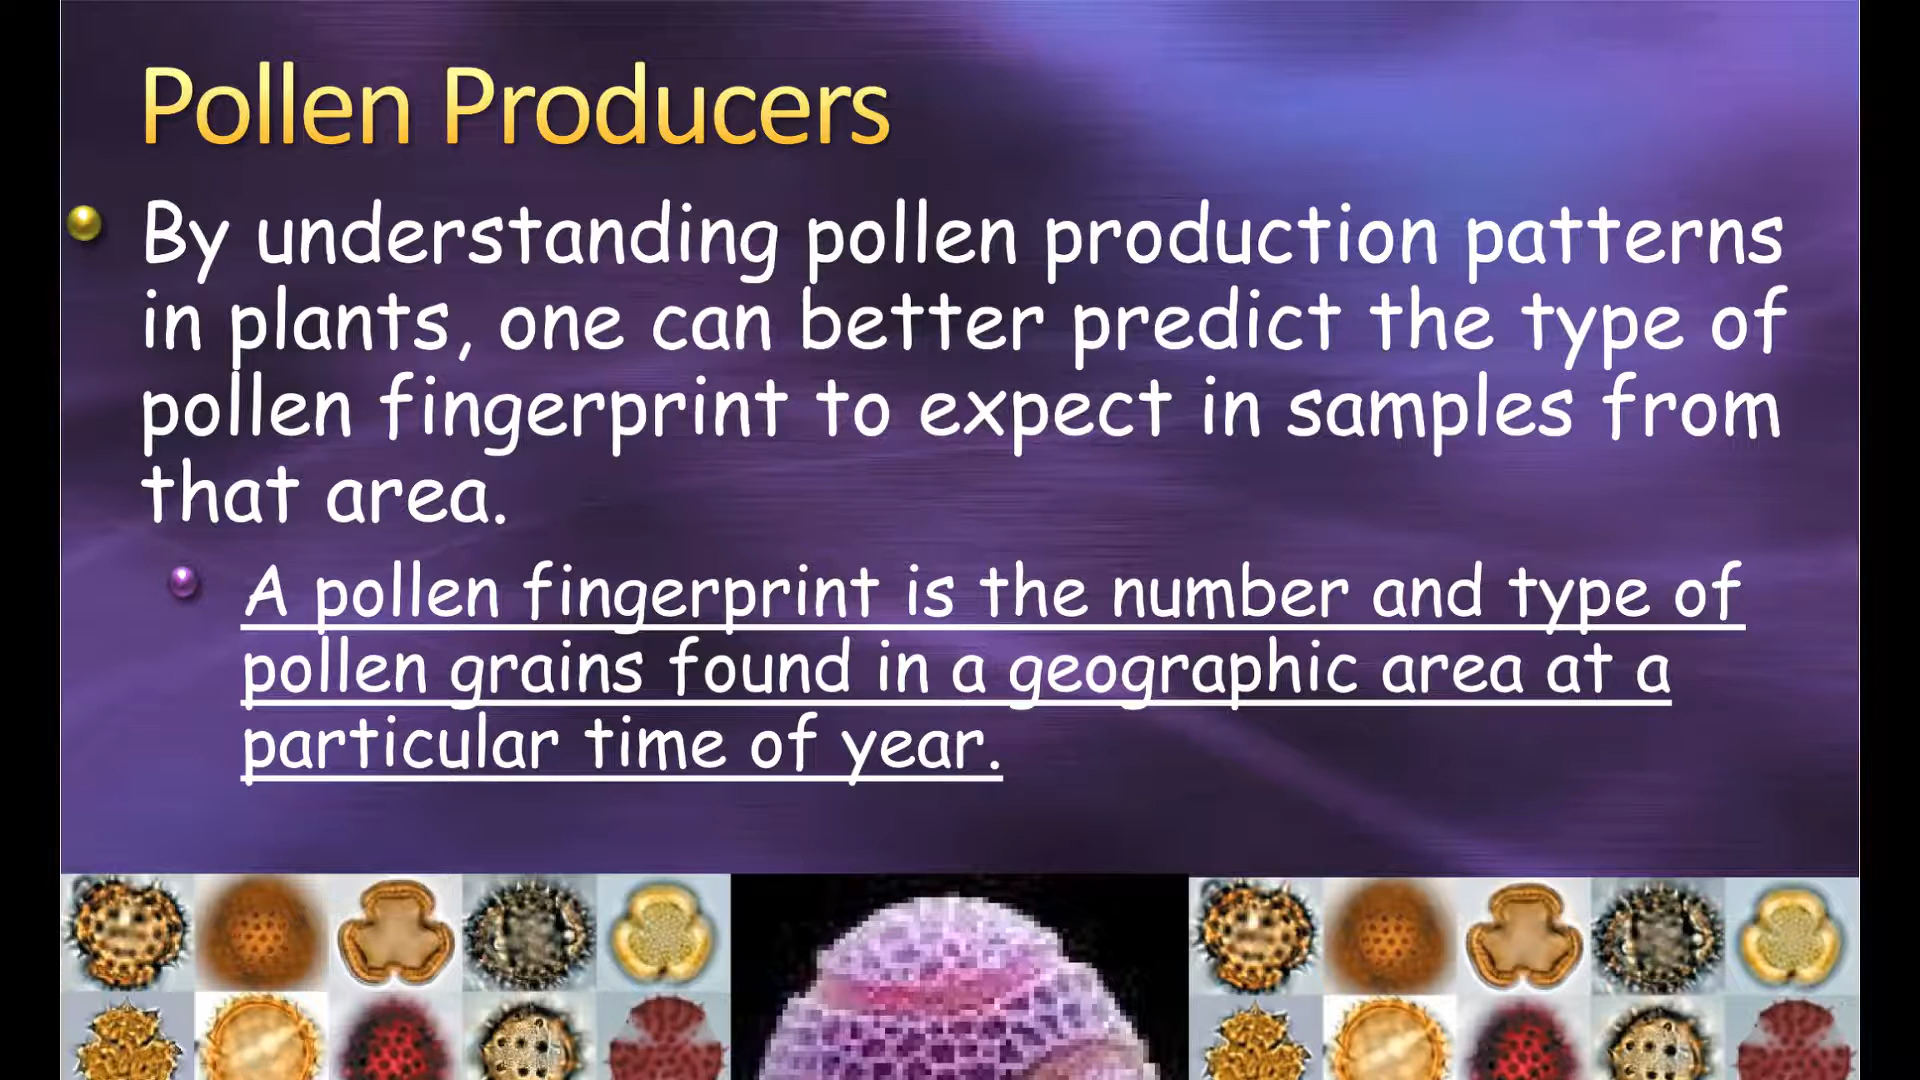 Pollen Producers
By understanding pollen production patterns
in plants, one can better predict the type of
pollen fingerprint to expect in samples from
that area.
A pollen fingerprint is the number and type of
pollen grains found in a geographic area at a
particular time of year.